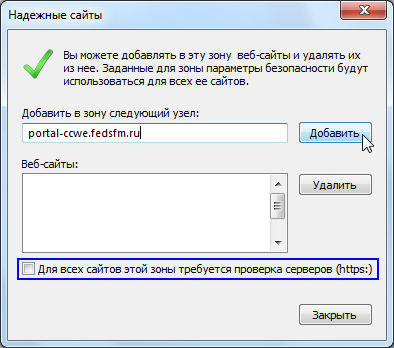 Надежные сайты
Вы можете добавлять в эту зону веб-сайты и удалять их
из нее. Заданные для зоны параметры безопасности будут
использоваться для всех ее сайтов.
Добавить в зону следующий узел:
portal-ccwe.fedsfm.ru
Добавить
Веб-сайты:
Удалить
Для всех сайтов этой зоны требуется проверка серверов (https:)
Закрыть